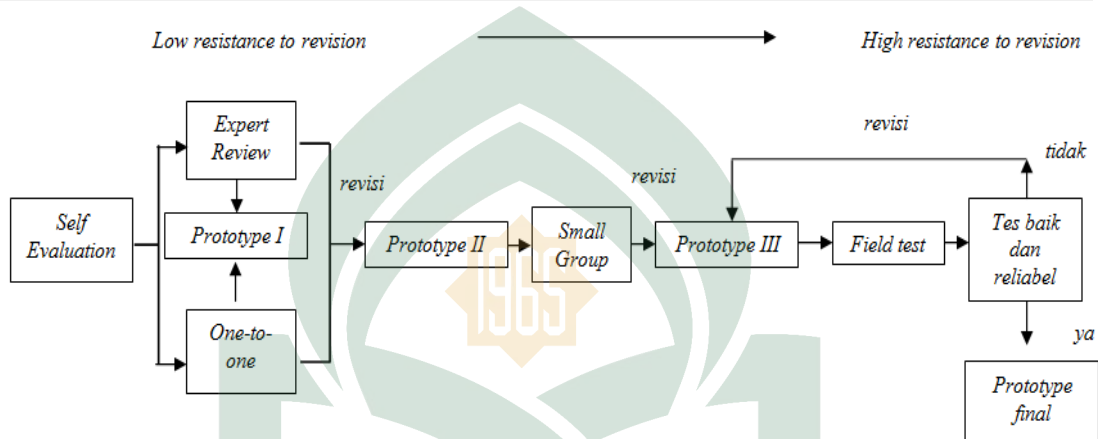 Low resistance to revision
High resistance to revision
Expert
Review
revisi
tidak
revisi
revisi
Self
Evaluation
Prototype I
Prototype II
Small
Group
Prototype III
Field test
Tes baik
dan
reliabel
One-to-
one
ya
Prototype
final
1965